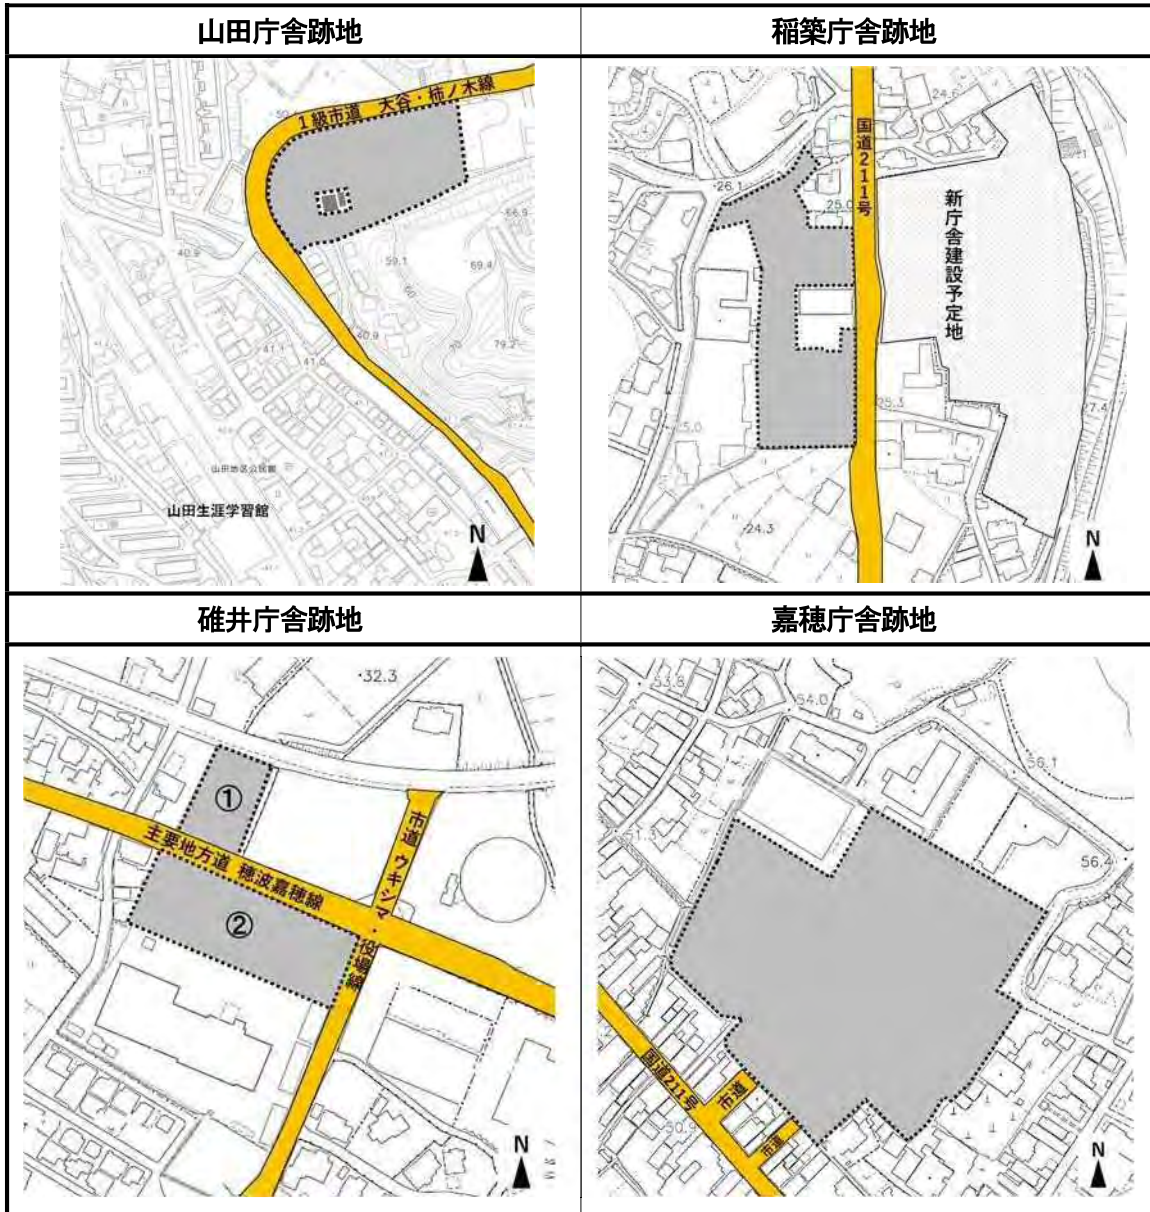 山田庁舎跡地
稲築庁舎跡地
1級市道 大谷・柿ノ木線
40.9
59.1
60
66.9
69.4
79.2
40.9
41.0
山田地区公民館
山田生涯学習館
N
国道211号
24.6
26.1
25.0
新庁舎建設予定地
25.3
27.4
24.3
N
碓井庁舎跡地
嘉穂庁舎跡地
32.3
①
主要地方道 穂波嘉穂線
②
市道 ウキシマ・役場線
N
53.8
54.0
56.1
51.3
56.4
国道211号
市道
市道
50.9
N